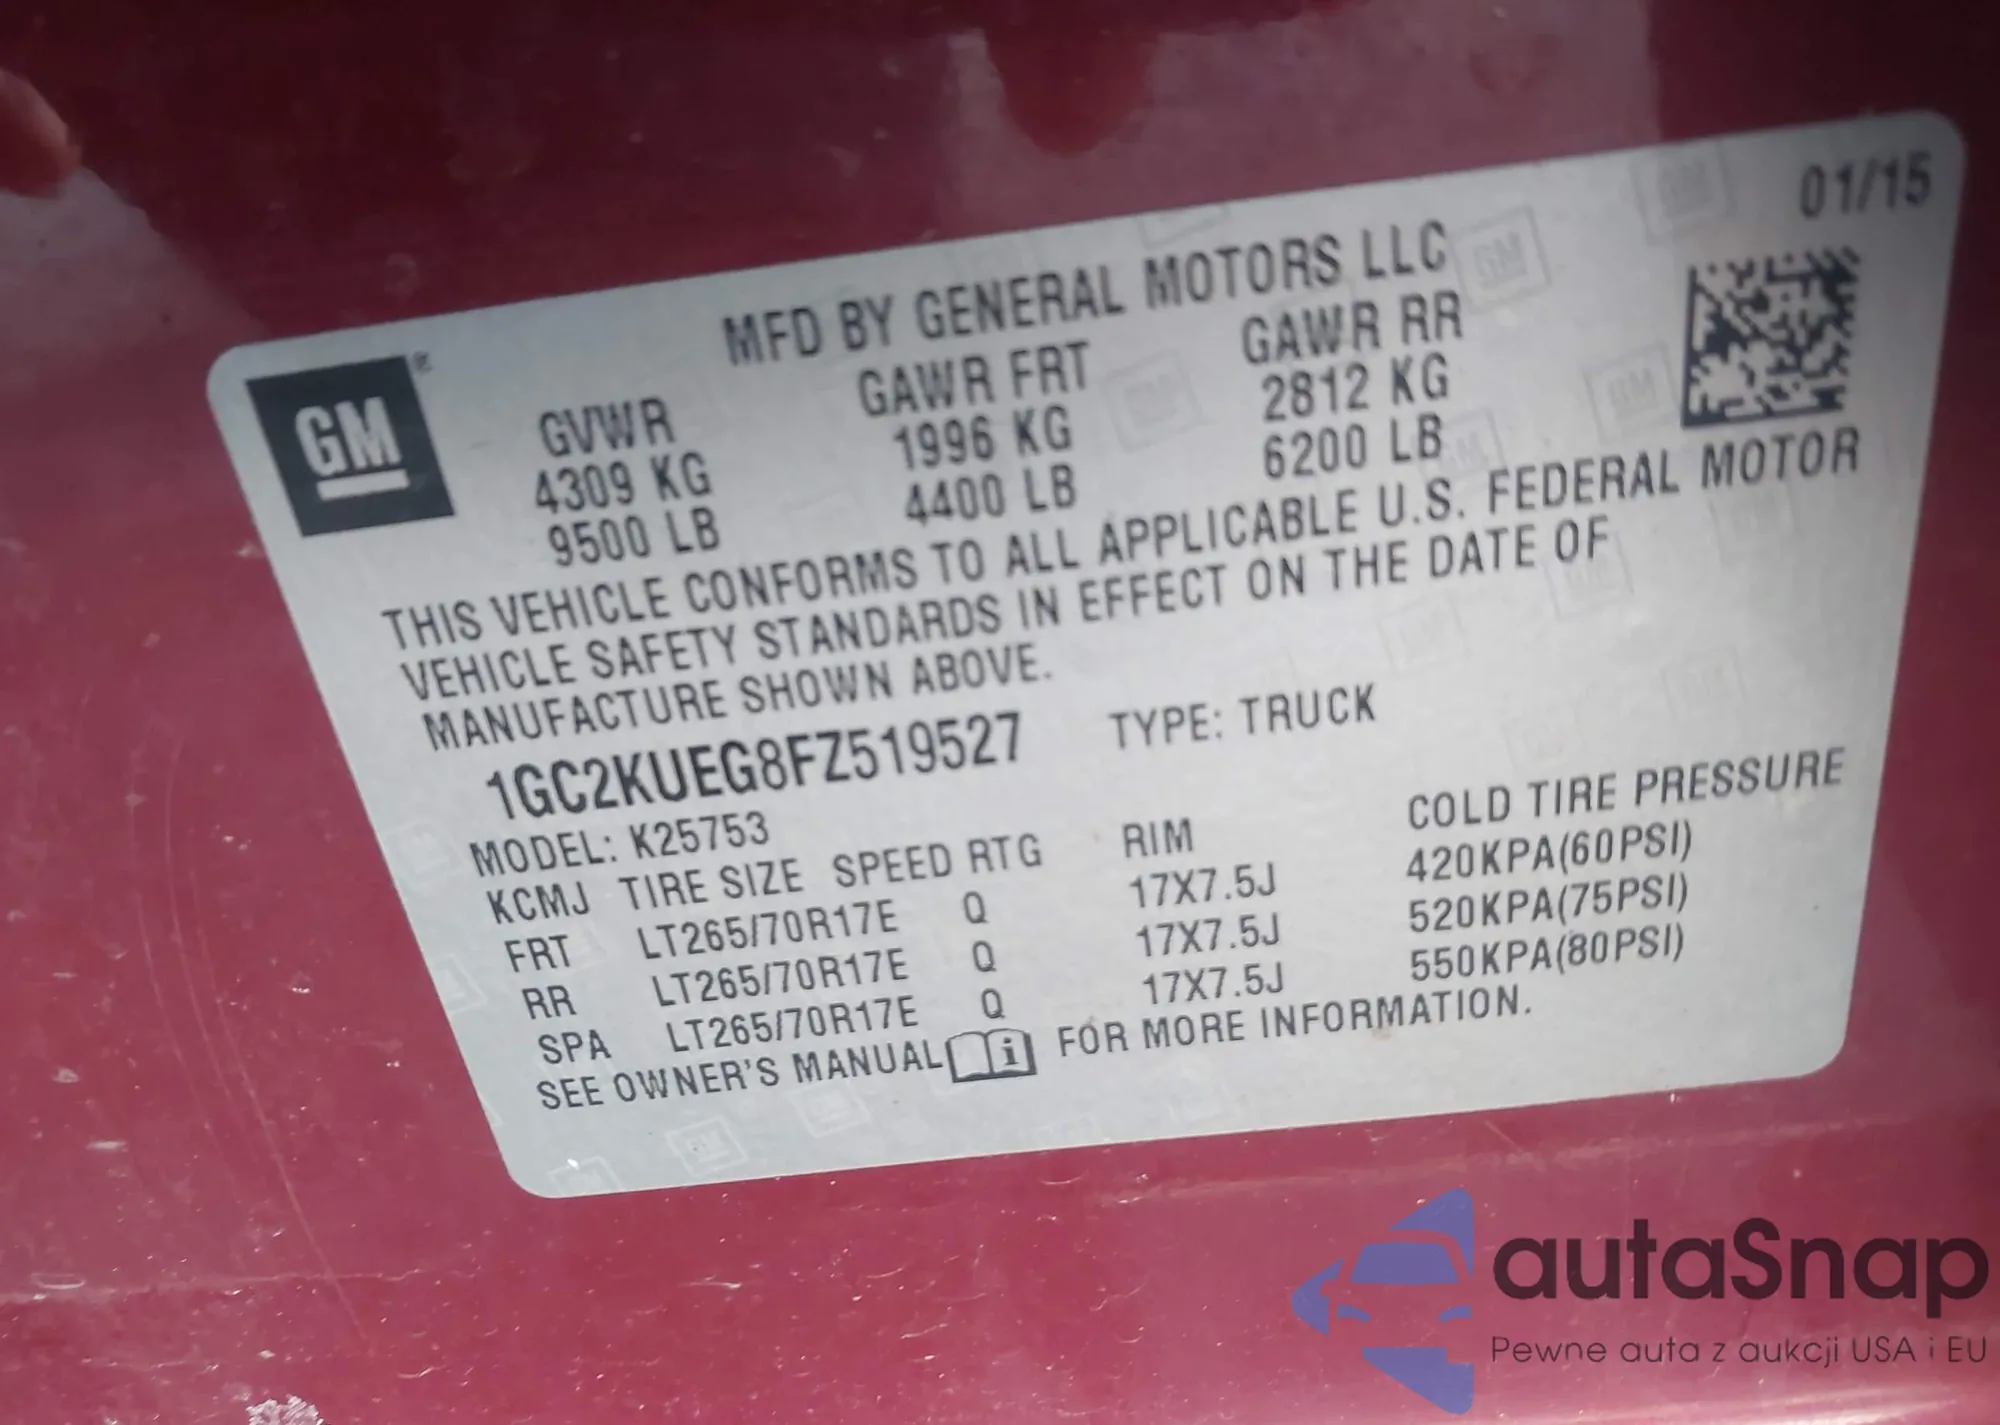 01/15
GM®
MFD BY GENERAL MOTORS LLC
GVWR GAWR FRT GAWR RR
4309 KG 1996 KG 2812 KG
9500 LB 4400 LB 6200 LB
THIS VEHICLE CONFORMS TO ALL APPLICABLE U.S. FEDERAL MOTOR
VEHICLE SAFETY STANDARDS IN EFFECT ON THE DATE OF
MANUFACTURE SHOWN ABOVE.
1GC2KUEG8FZ519527 TYPE: TRUCK
MODEL: K25753
KCMJ TIRE SIZE SPEED RTG RIM COLD TIRE PRESSURE
FRT LT265/70R17E Q 17X7.5J 420KPA(60PSI)
RR LT265/70R17E Q 17X7.5J 520KPA(75PSI)
SPA LT265/70R17E Q 17X7.5J 550KPA(80PSI)
SEE OWNER'S MANUAL i FOR MORE INFORMATION.
autaSnap
Pewne auta z aukcji USA i EU